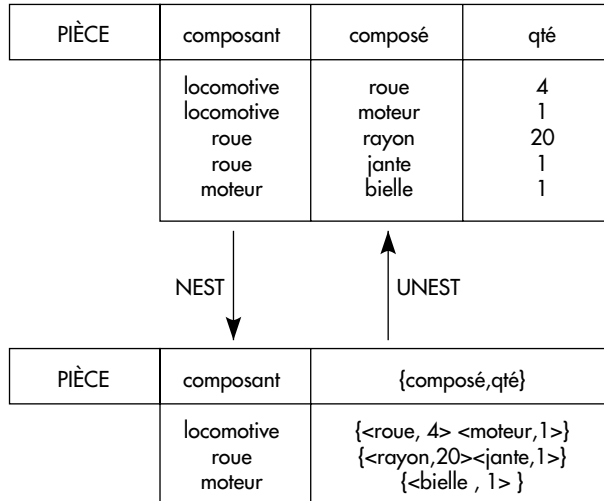 PIÈCE composant composé qté
locomotive roue 4
locomotive moteur 1
roue rayon 20
roue jante 1
moteur bielle 1
NEST UNEST
PIÈCE composant {composé,qté}
locomotive {<roue, 4> <moteur,1>}
roue {<rayon,20><jante,1>}
moteur {<bielle , 1> }